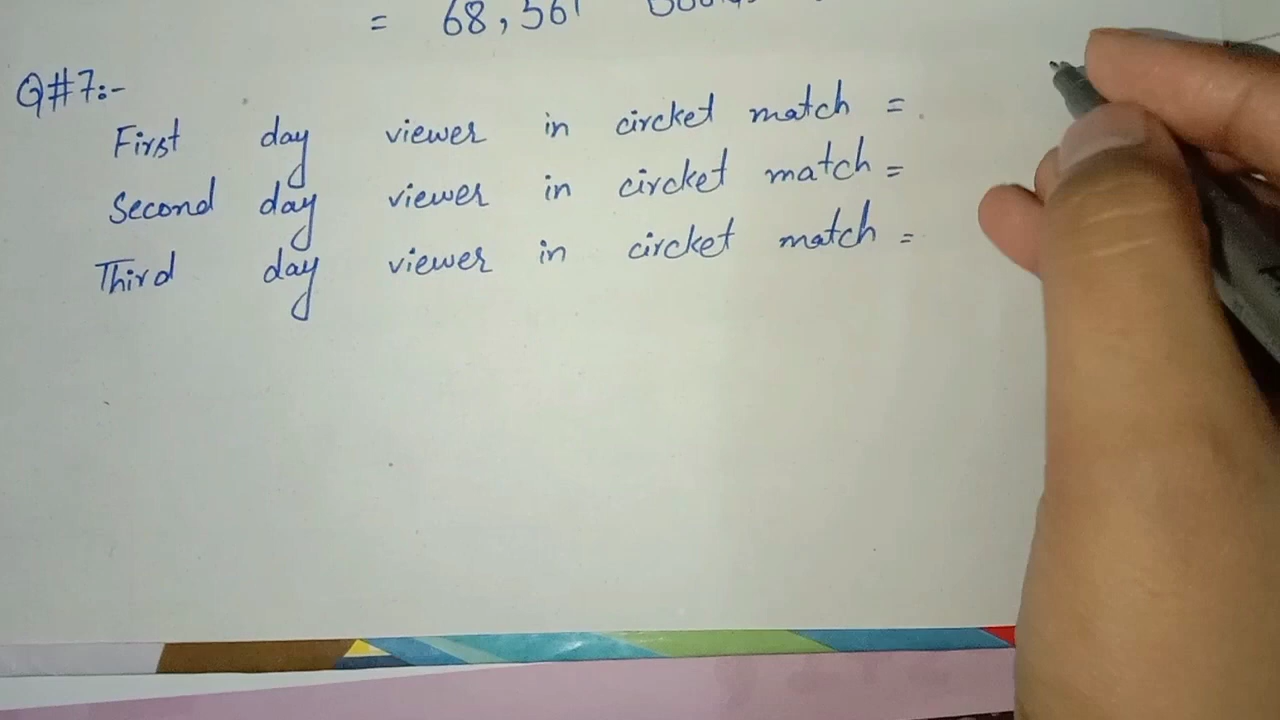 = 68,561
Q#7:-
First day viewer in circket match =
Second day viewer in circket match =
Third day viewer in circket match =